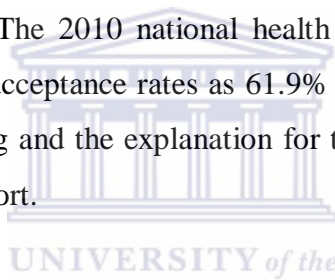 The 2010 national health
acceptance rates as 61.9%
g and the explanation for t
ort.
UNIVERSITY of the